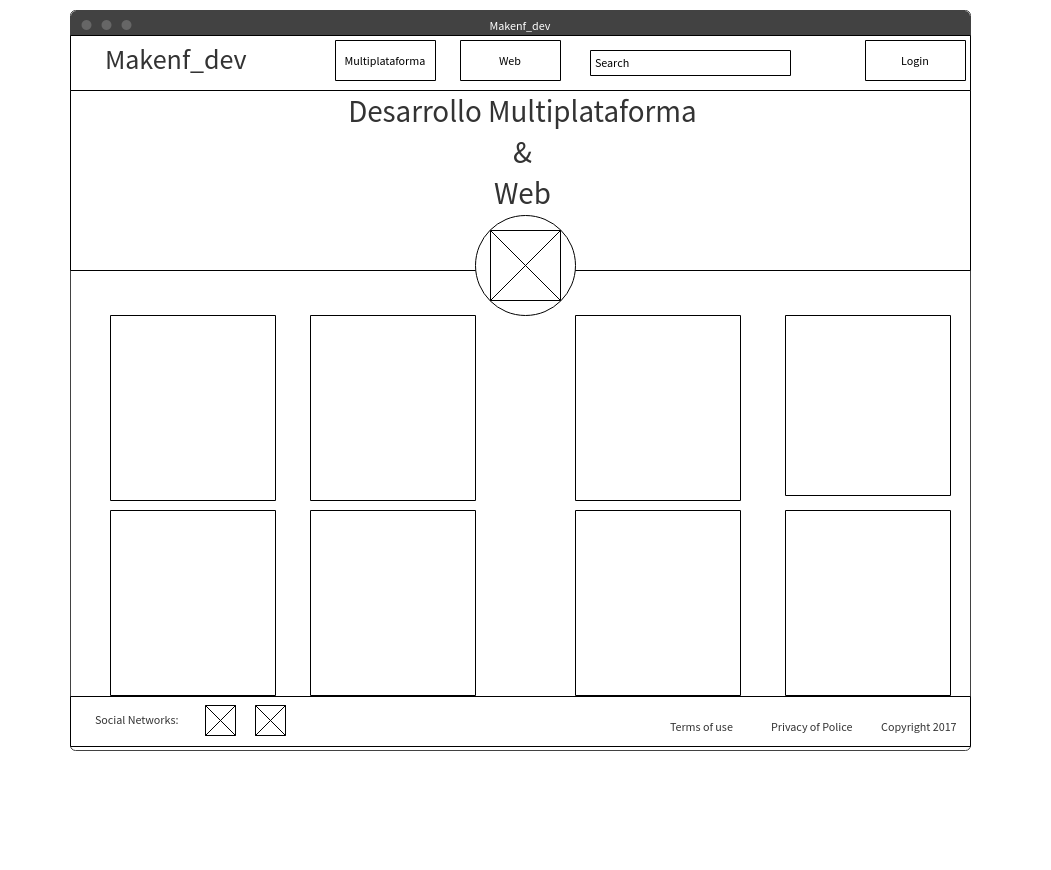 Makenf_dev
Makenf_dev
Multiplataforma
Web
Search
Login
Desarrollo Multiplataforma
&
Web
Social Networks:
Terms of use
Privacy of Police
Copyright 2017